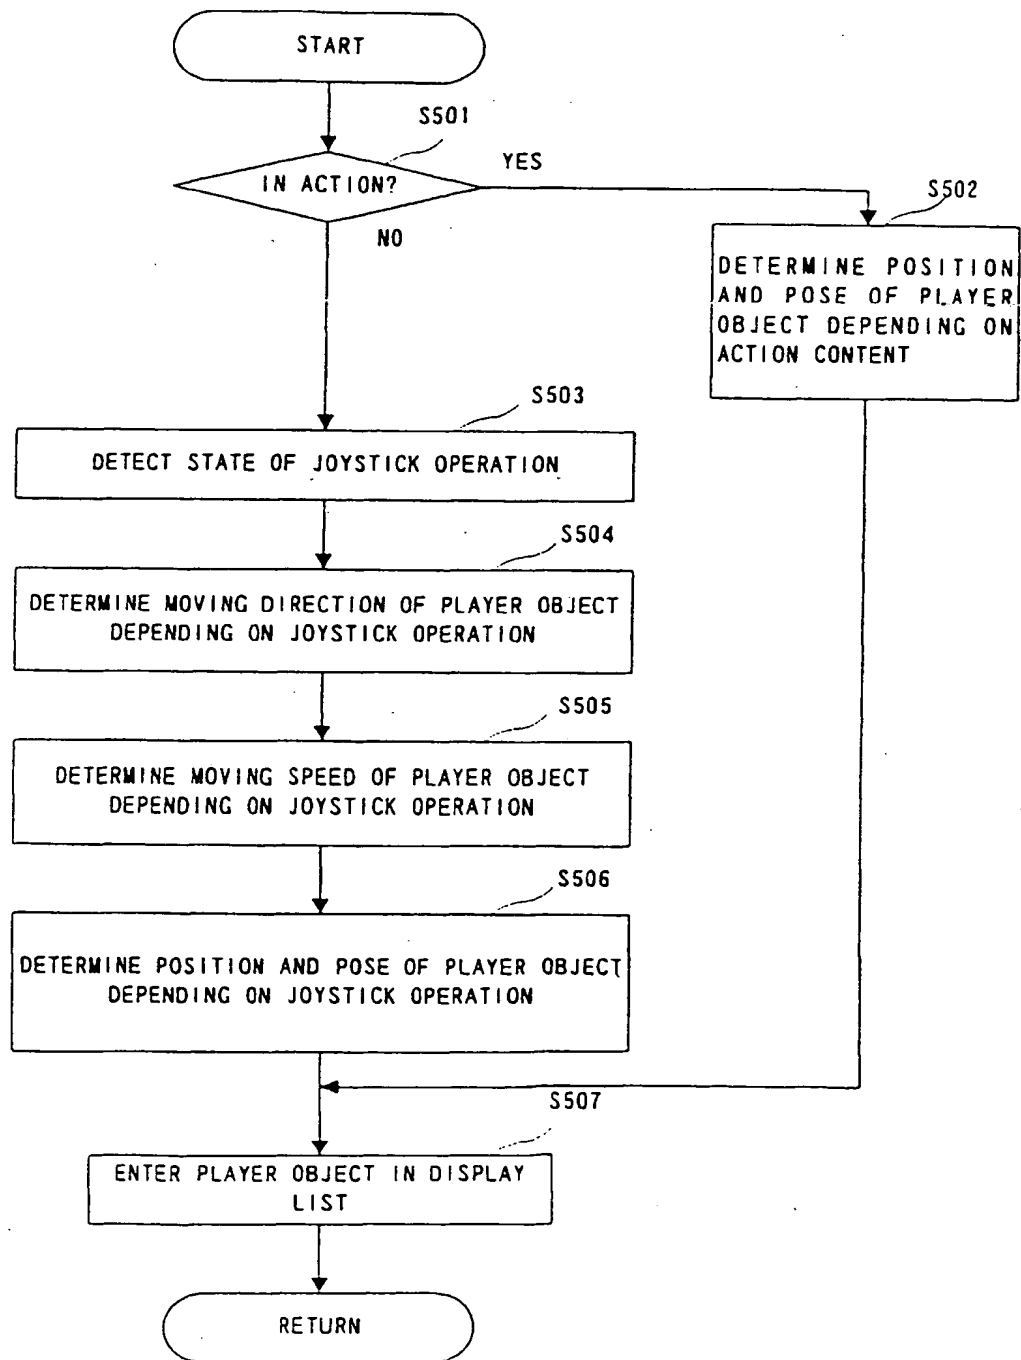 START
S501
IN ACTION?
YES
NO
S502
DETERMINE POSITION
AND POSE OF PLAYER
OBJECT DEPENDING ON
ACTION CONTENT
S503
DETECT STATE OF JOYSTICK OPERATION
S504
DETERMINE MOVING DIRECTION OF PLAYER OBJECT
DEPENDING ON JOYSTICK OPERATION
S505
DETERMINE MOVING SPEED OF PLAYER OBJECT
DEPENDING ON JOYSTICK OPERATION
S506
DETERMINE POSITION AND POSE OF PLAYER OBJECT
DEPENDING ON JOYSTICK OPERATION
S507
ENTER PLAYER OBJECT IN DISPLAY
LIST
RETURN